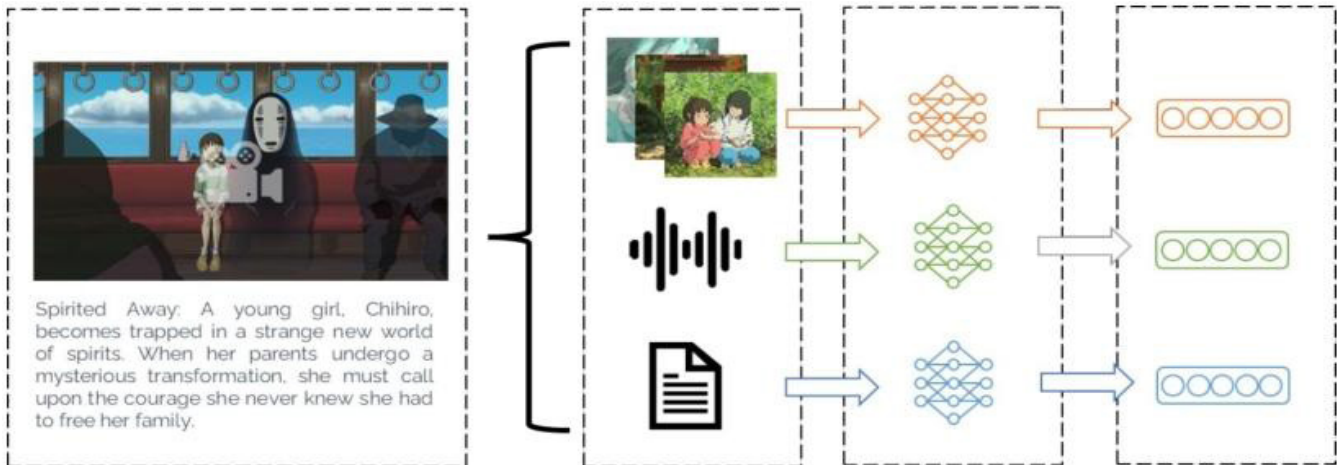 Spirited Away: A young girl, Chihiro,
becomes trapped in a strange new world
of spirits. When her parents undergo a
mysterious transformation, she must call
upon the courage she never knew she had
to free her family.